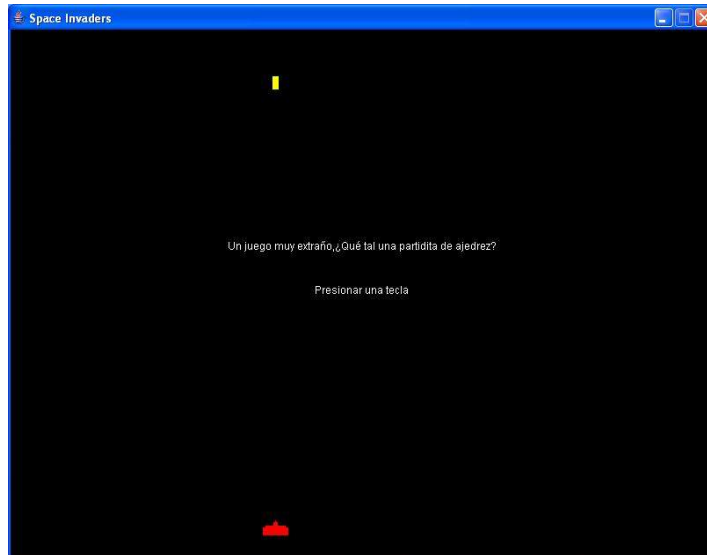 Space Invaders
Un juego muy extraño,¿Qué tal una partidita de ajedrez?
Presionar una tecla